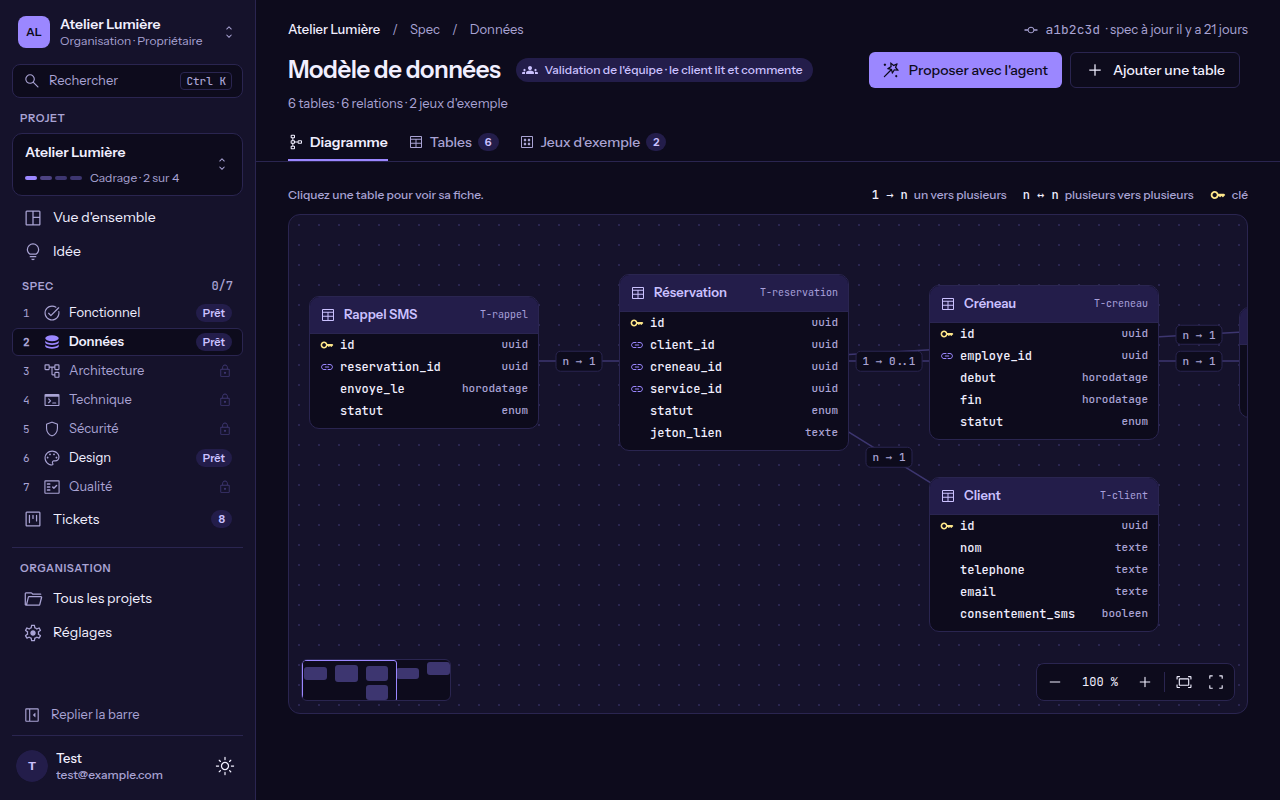 AL
Atelier Lumière
Organisation · Propriétaire
Rechercher
Ctrl K
PROJET
Atelier Lumière
Cadrage · 2 sur 4
Vue d'ensemble
Idée
SPEC 0/7
1 Fonctionnel Prêt
2 Données Prêt
3 Architecture
4 Technique
5 Sécurité
6 Design Prêt
7 Qualité
Tickets 8
ORGANISATION
Tous les projets
Réglages
Replier la barre
T
Test
test@example.com
Atelier Lumière / Spec / Données
a1b2c3d · spec à jour il y a 21 jours
Modèle de données
Validation de l'équipe · le client lit et commente
Proposer avec l'agent
Ajouter une table
6 tables · 6 relations · 2 jeux d'exemple
Diagramme
Tables 6
Jeux d'exemple 2
Cliquez une table pour voir sa fiche.
1 → n un vers plusieurs
n ↔ n plusieurs vers plusieurs
clé
Rappel SMS T-rappel
id uuid
reservation_id uuid
envoye_le horodatage
statut enum
n → 1
Réservation T-reservation
id uuid
client_id uuid
creneau_id uuid
service_id uuid
statut enum
jeton_lien texte
1 → 0..1
n → 1
Créneau T-creneau
id uuid
employe_id uuid
debut horodatage
fin horodatage
statut enum
n → 1
n → 1
Client T-client
id uuid
nom texte
telephone texte
email texte
consentement_sms booleen
100 %